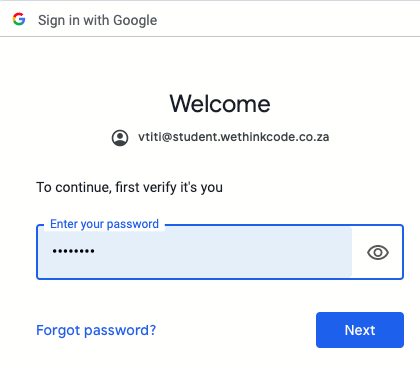 Sign in with Google
Welcome
vtiti@student.wethinkcode.co.za
To continue, first verify it's you
Enter your password
••••••••
Forgot password?
Next